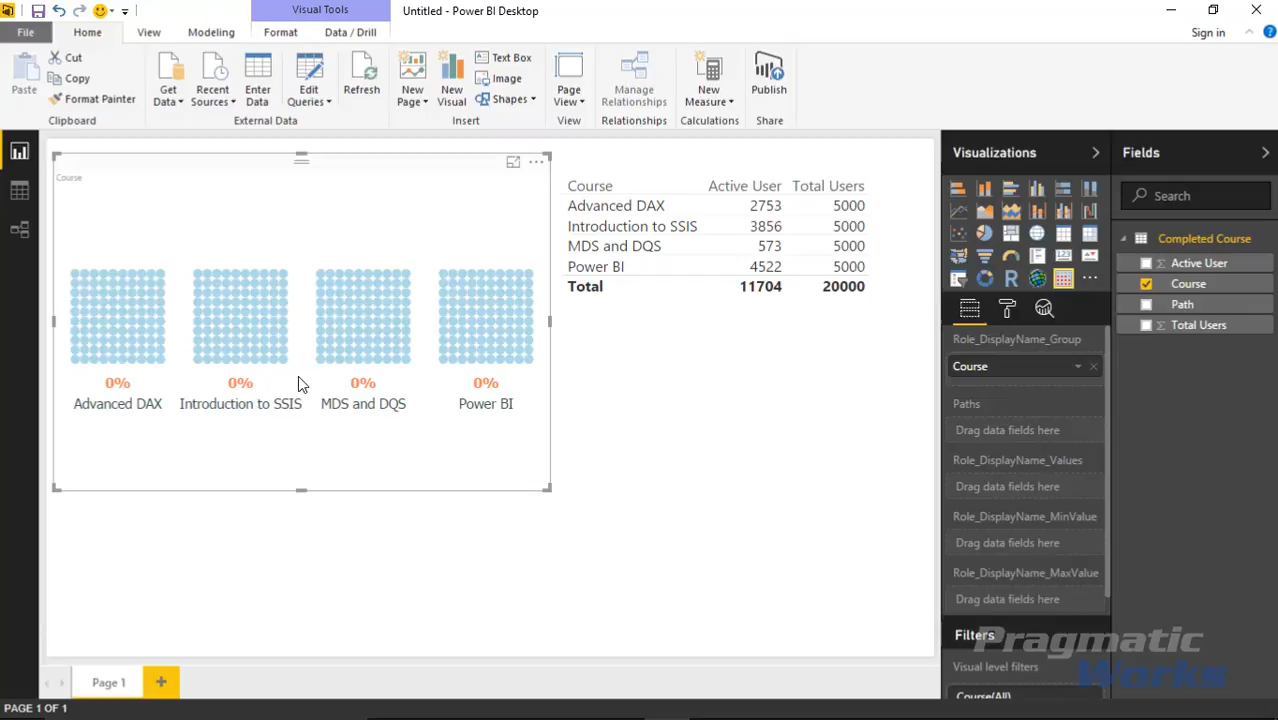 Visual Tools
Untitled - Power BI Desktop
File
Home
View
Modeling
Format
Data / Drill
Sign in
Paste
Cut
Copy
Format Painter
Clipboard
Get Data
Recent Sources
Enter Data
Edit Queries
Refresh
External Data
New Page
New Visual
Text Box
Image
Shapes
Insert
Page View
View
Manage Relationships
Relationships
New Measure
Calculations
Publish
Share
Course
0% 0% 0% 0%
Advanced DAX Introduction to SSIS MDS and DQS Power BI
Course Active User Total Users
Advanced DAX 2753 5000
Introduction to SSIS 3856 5000
MDS and DQS 573 5000
Power BI 4522 5000
Total 11704 20000
Visualizations
R
Role_DisplayName_Group
Course
Paths
Drag data fields here
Role_DisplayName_Values
Drag data fields here
Role_DisplayName_MinValue
Drag data fields here
Role_DisplayName_MaxValue
Drag data fields here
Filters
Visual level filters
Course(All)
Fields
Search
Completed Course
Σ Active User
Course
Path
Σ Total Users
Pragmatic
Works
Page 1
PAGE 1 OF 1